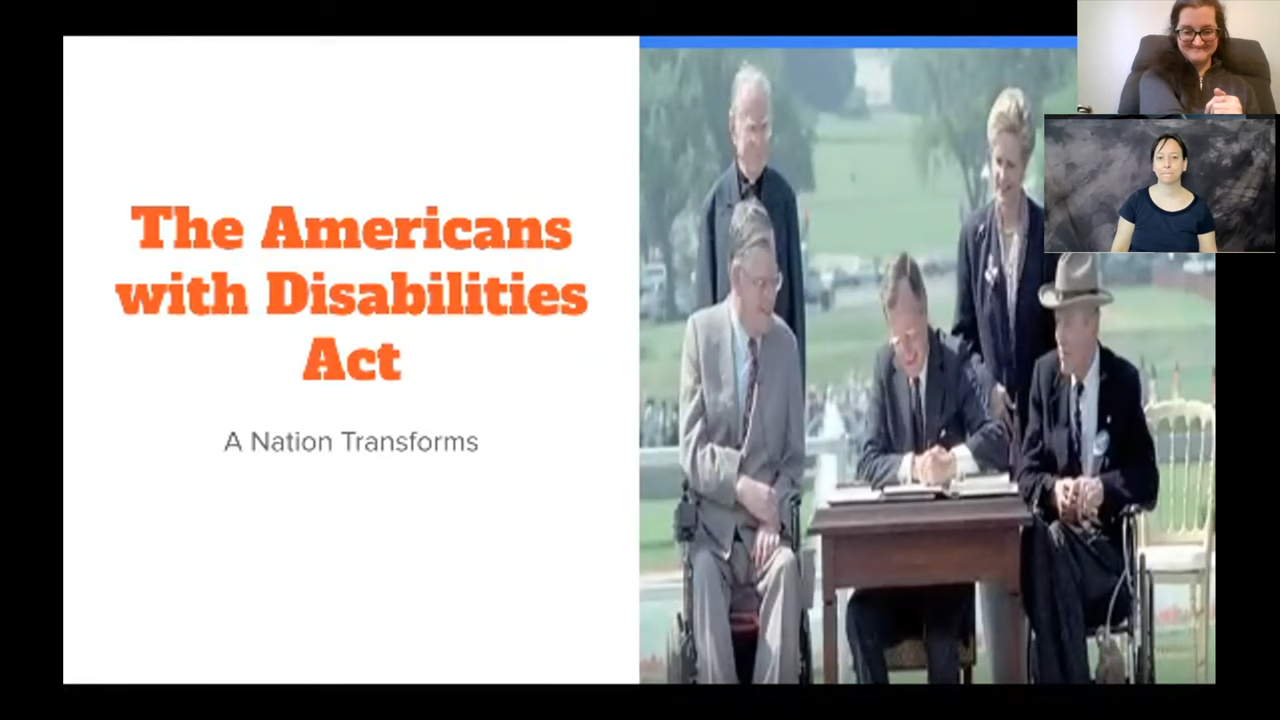 The Americans
with Disabilities
Act
A Nation Transforms